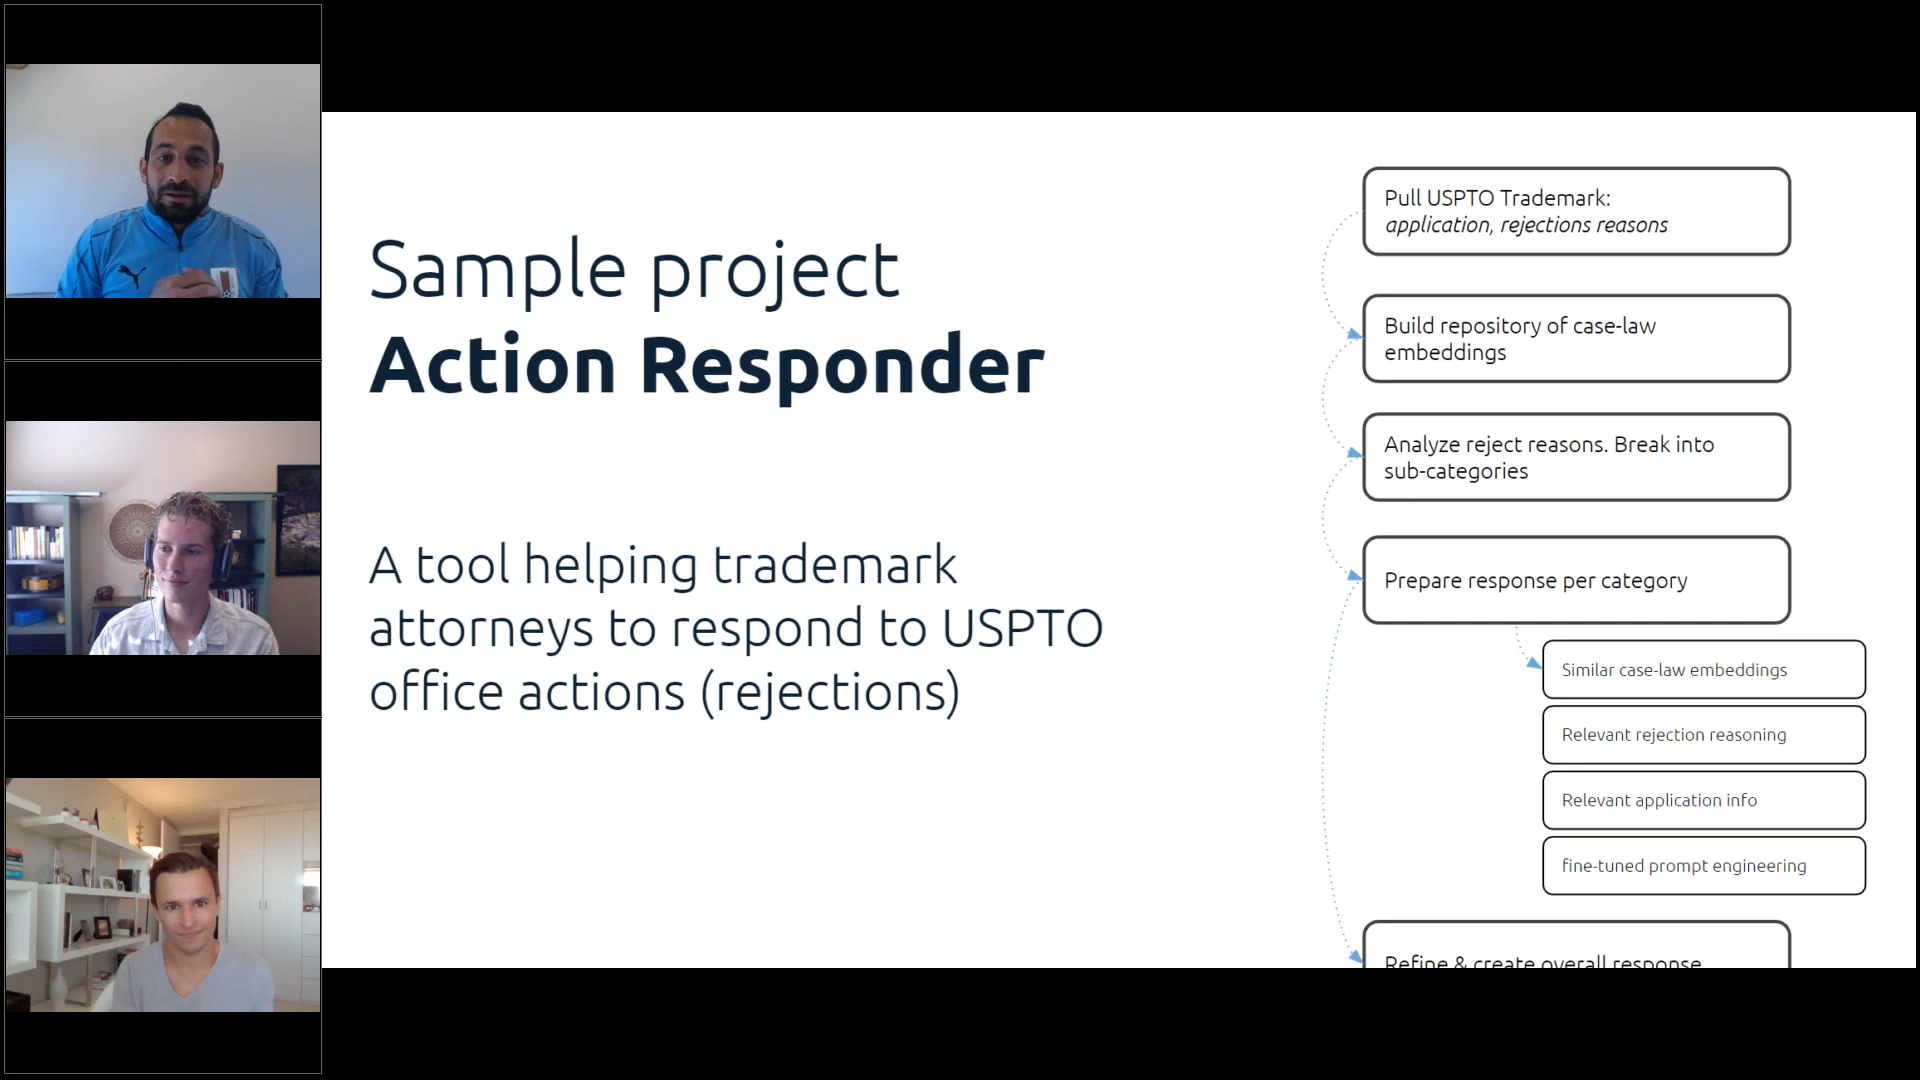 Sample project
Action Responder
A tool helping trademark
attorneys to respond to USPTO
office actions (rejections)
Pull USPTO Trademark:
application, rejections reasons
Build repository of case-law
embeddings
Analyze reject reasons. Break into
sub-categories
Prepare response per category
Similar case-law embeddings
Relevant rejection reasoning
Relevant application info
fine-tuned prompt engineering
Refine & create overall response